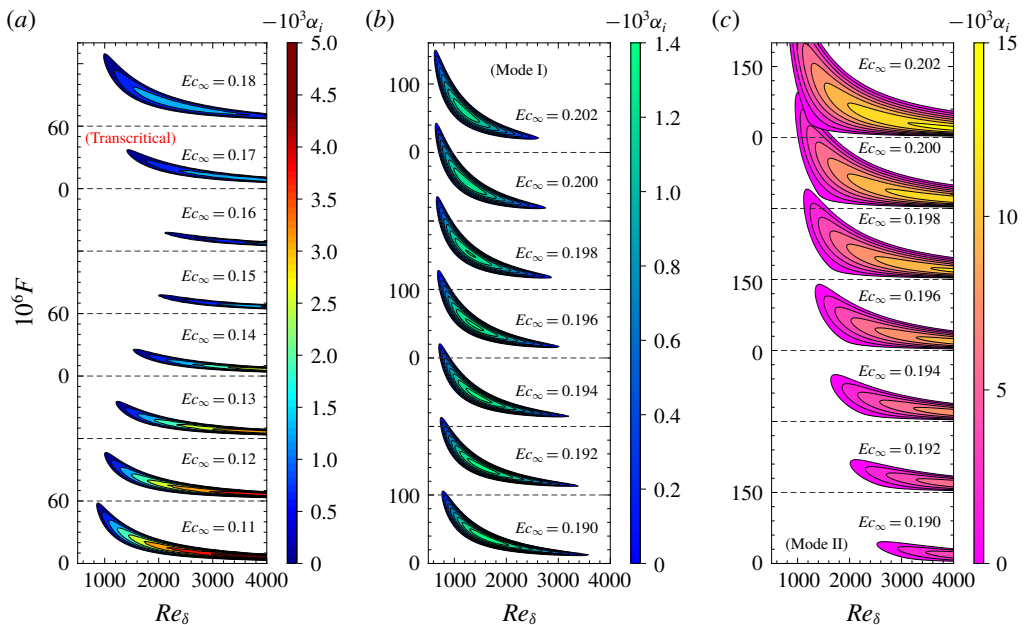 (a)
−10³αᵢ
10⁶F
Ec∞ = 0.18
60
(Transcritical)
Ec∞ = 0.17
0
Ec∞ = 0.16
Ec∞ = 0.15
60
Ec∞ = 0.14
0
Ec∞ = 0.13
Ec∞ = 0.12
60
Ec∞ = 0.11
0
1000 2000 3000 4000
Reδ
5.0
4.5
4.0
3.5
3.0
2.5
2.0
1.5
1.0
0.5
0
(b)
−10³αᵢ
(Mode I)
100
Ec∞ = 0.202
0
Ec∞ = 0.200
Ec∞ = 0.198
100
Ec∞ = 0.196
0
Ec∞ = 0.194
Ec∞ = 0.192
100
Ec∞ = 0.190
0
1000 2000 3000 4000
Reδ
1.4
1.2
1.0
0.8
0.6
0.4
0.2
0
(c)
−10³αᵢ
150
Ec∞ = 0.202
0
Ec∞ = 0.200
Ec∞ = 0.198
150
Ec∞ = 0.196
0
Ec∞ = 0.194
Ec∞ = 0.192
150
Ec∞ = 0.190
(Mode II)
0
1000 2000 3000 4000
Reδ
15
10
5
0